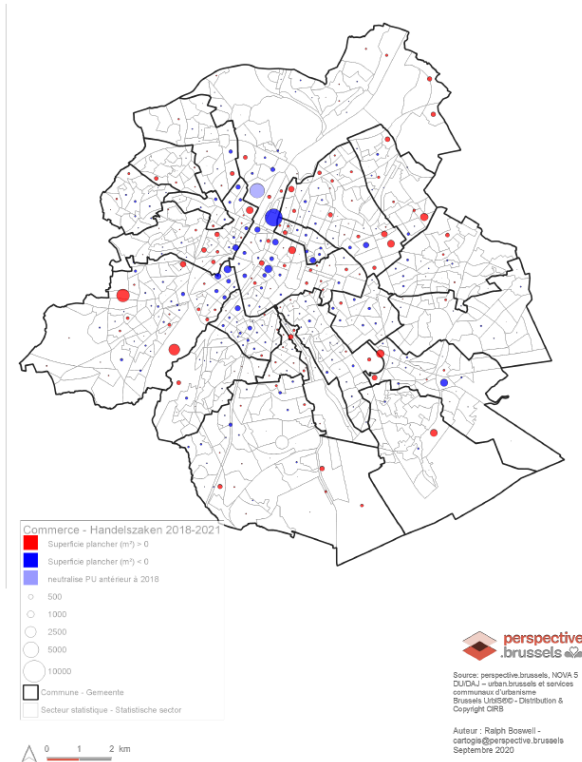 Commerce - Handelszaken 2018-2021
Superficie plancher (m²) > 0
Superficie plancher (m²) < 0
neutralise PU antérieur à 2018
500
1000
2500
5000
10000
Commune - Gemeente
Secteur statistique - Statistische sector
0 1 2 km
perspective
.brussels
Source: perspective.brussels, NOVA 5
DU/DAJ – urban.brussels et services
communaux d'urbanisme
Brussels UrbIS®© - Distribution &
Copyright CIRB
Auteur : Ralph Boswell -
cartogis@perspective.brussels
Septembre 2020